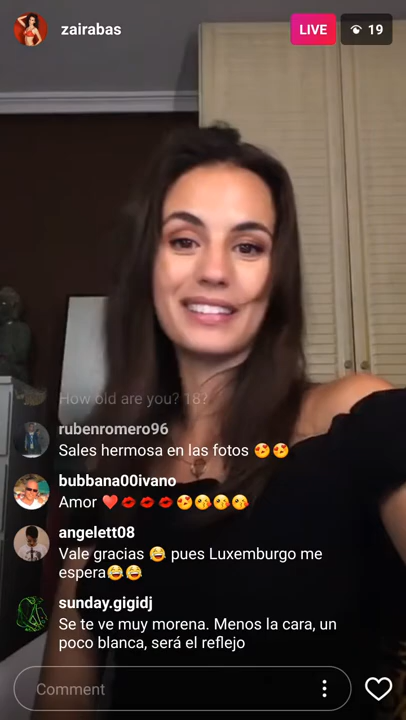 zairabas
LIVE
19
How old are you? 18?
rubenromero96
Sales hermosa en las fotos 😍😍
bubbana00ivano
Amor ❤️💋💋💋😍😘😘😘
angelett08
Vale gracias 😂 pues Luxemburgo me
espera😂😂
sunday.gigidj
Se te ve muy morena. Menos la cara, un
poco blanca, será el reflejo
Comment